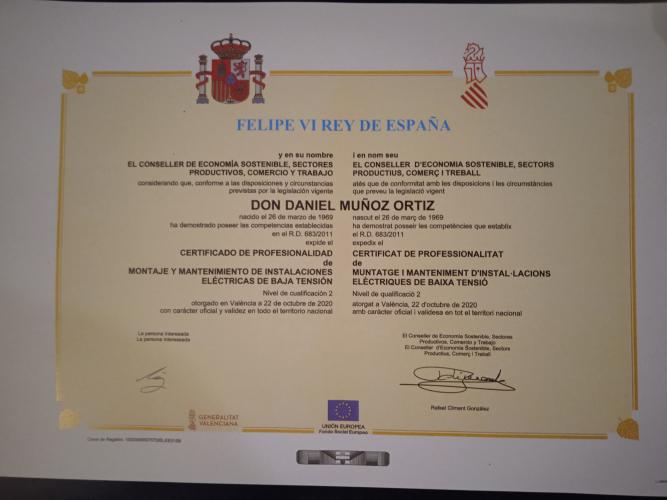 FELIPE VI REY DE ESPAÑA
y en su nombre
EL CONSELLER DE ECONOMÍA SOSTENIBLE, SECTORES
PRODUCTIVOS, COMERCIO Y TRABAJO
considerando que, conforme a las disposiciones y circunstancias
previstas por la legislación vigente
i en nom seu
EL CONSELLER D'ECONOMIA SOSTENIBLE, SECTORS
PRODUCTIUS, COMERÇ I TREBALL
atés que de conformitat amb les disposicions i les circumstàncies
que preveu la legislació vigent
DON DANIEL MUÑOZ ORTIZ
nacido el 26 de marzo de 1969
ha demostrado poseer las competencias establecidas
en el R.D. 683/2011
expide el
CERTIFICADO DE PROFESIONALIDAD
de
MONTAJE Y MANTENIMIENTO DE INSTALACIONES
ELÉCTRICAS DE BAJA TENSIÓN
Nivel de cualificación 2
otorgado en València a 22 de octubre de 2020
con carácter oficial y validez en todo el territorio nacional
nascut el 26 de març de 1969
ha demostrat posseir les competències que establix
el R.D. 683/2011
expedix el
CERTIFICAT DE PROFESSIONALITAT
de
MUNTATGE I MANTENIMENT D'INSTAL·LACIONS
ELÈCTRIQUES DE BAIXA TENSIÓ
Nivell de qualificació 2
atorgat a València, 22 d'octubre de 2020
amb caràcter oficial i validesa en tot el territori nacional
La persona interesada
La persona interessada
El Conseller de Economía Sostenible, Sectores
Productivos, Comercio y Trabajo
El Conseller d'Economia Sostenible, Sectors
Productius, Comerç i Treball
Rafael Climent González
GENERALITAT
VALENCIANA
UNIÓN EUROPEA
Fondo Social Europeo